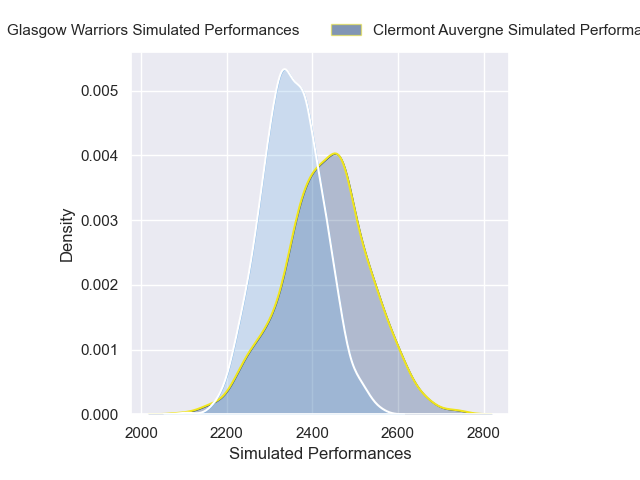 Glasgow Warriors Simulated Performances
Clermont Auvergne Simulated
0.005
0.004
0.003
0.002
0.001
0.000
Density
2000 2200 2400 2600 2800
Simulated Performances